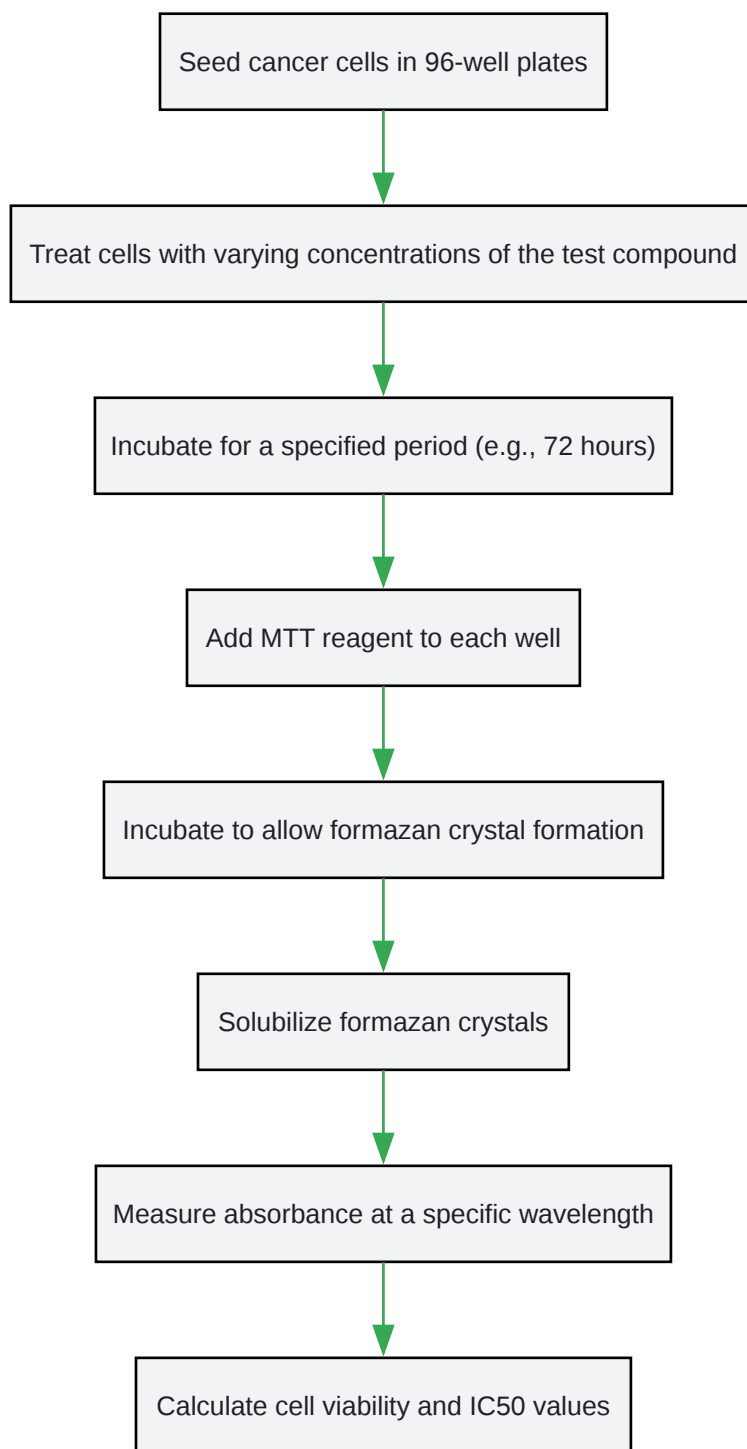 Seed cancer cells in 96-well plates
Treat cells with varying concentrations of the test compound
Incubate for a specified period (e.g., 72 hours)
Add MTT reagent to each well
Incubate to allow formazan crystal formation
Solubilize formazan crystals
Measure absorbance at a specific wavelength
Calculate cell viability and IC50 values